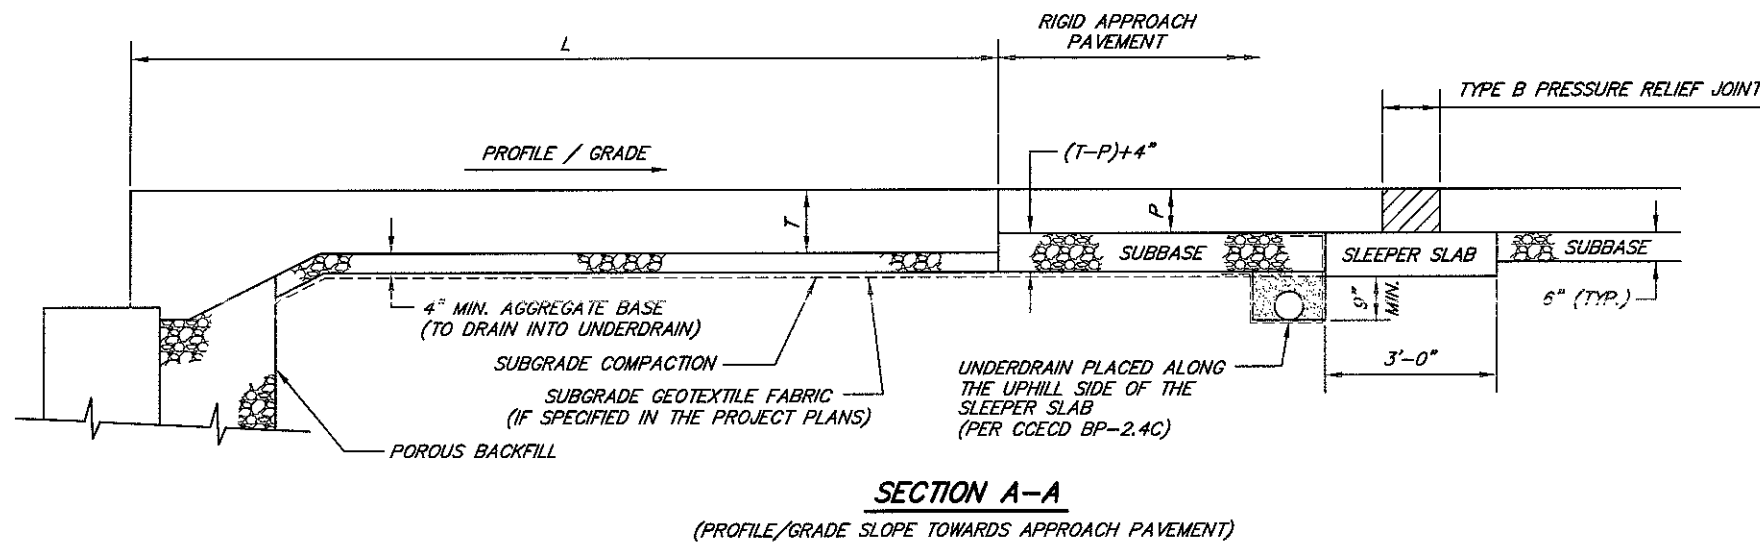 RIGID APPROACH
PAVEMENT
L
TYPE B PRESSURE RELIEF JOINT
PROFILE / GRADE
(T-P)+4"
T
P
SUBBASE
SLEEPER SLAB
SUBBASE
4" MIN. AGGREGATE BASE
(TO DRAIN INTO UNDERDRAIN)
9"
MIN.
6" (TYP.)
SUBGRADE COMPACTION
3'-0"
UNDERDRAIN PLACED ALONG
THE UPHILL SIDE OF THE
SLEEPER SLAB
(PER CCECD BP-2.4C)
SUBGRADE GEOTEXTILE FABRIC
(IF SPECIFIED IN THE PROJECT PLANS)
POROUS BACKFILL
SECTION A-A
(PROFILE/GRADE SLOPE TOWARDS APPROACH PAVEMENT)